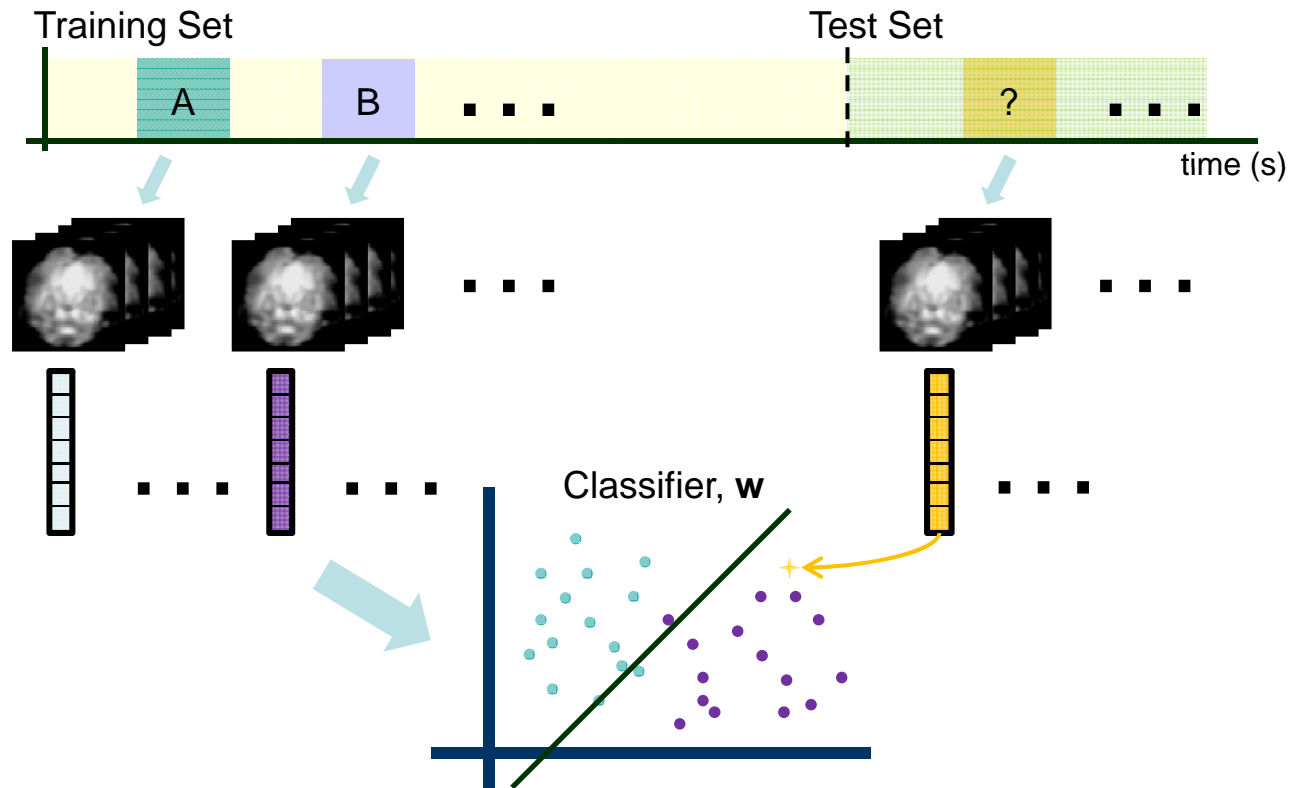 Training Set
Test Set
A
B
?
time (s)
Classifier, w